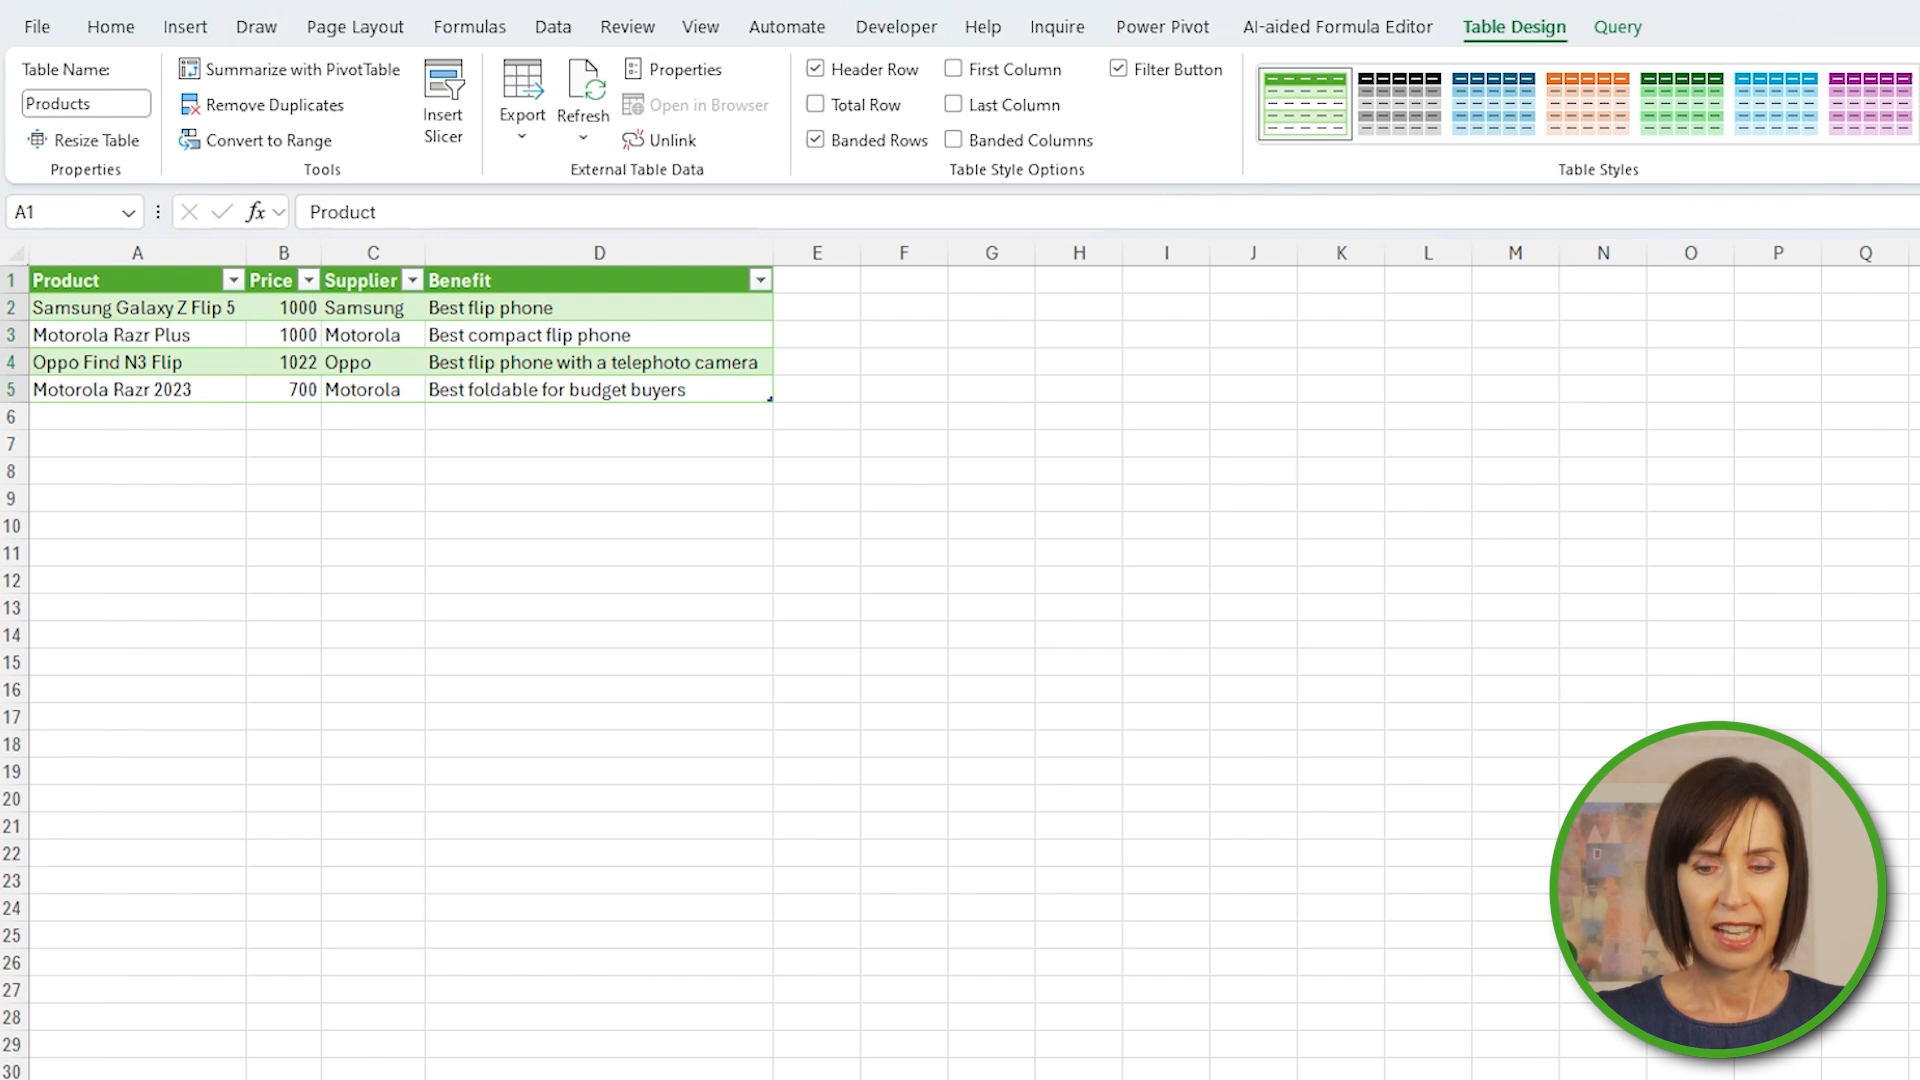 File Home Insert Draw Page Layout Formulas Data Review View Automate Developer Help Inquire Power Pivot AI-aided Formula Editor Table Design Query
Table Name:
Products
Resize Table
Properties
Summarize with PivotTable
Remove Duplicates
Convert to Range
Insert
Slicer
Tools
Export
Refresh
Properties
Open in Browser
Unlink
External Table Data
Header Row
Total Row
Banded Rows
First Column
Last Column
Banded Columns
Filter Button
Table Style Options
Table Styles
A1 fx Product
A B C D E F G H I J K L M N O P Q
1 Product Price Supplier Benefit
2 Samsung Galaxy Z Flip 5 1000 Samsung Best flip phone
3 Motorola Razr Plus 1000 Motorola Best compact flip phone
4 Oppo Find N3 Flip 1022 Oppo Best flip phone with a telephoto camera
5 Motorola Razr 2023 700 Motorola Best foldable for budget buyers
6
7
8
9
10
11
12
13
14
15
16
17
18
19
20
21
22
23
24
25
26
27
28
29
30